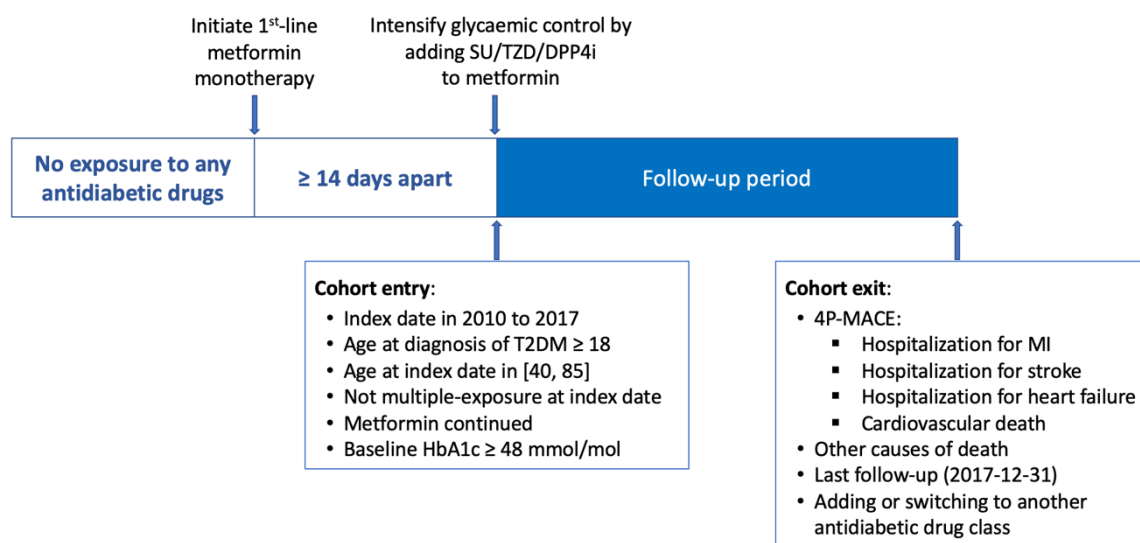 Initiate 1st-line
metformin
monotherapy
Intensify glycaemic control by
adding SU/TZD/DPP4i
to metformin
No exposure to any
antidiabetic drugs
≥ 14 days apart
Follow-up period
Cohort entry:
• Index date in 2010 to 2017
• Age at diagnosis of T2DM ≥ 18
• Age at index date in [40, 85]
• Not multiple-exposure at index date
• Metformin continued
• Baseline HbA1c ≥ 48 mmol/mol
Cohort exit:
• 4P-MACE:
▪ Hospitalization for MI
▪ Hospitalization for stroke
▪ Hospitalization for heart failure
▪ Cardiovascular death
• Other causes of death
• Last follow-up (2017-12-31)
• Adding or switching to another
antidiabetic drug class